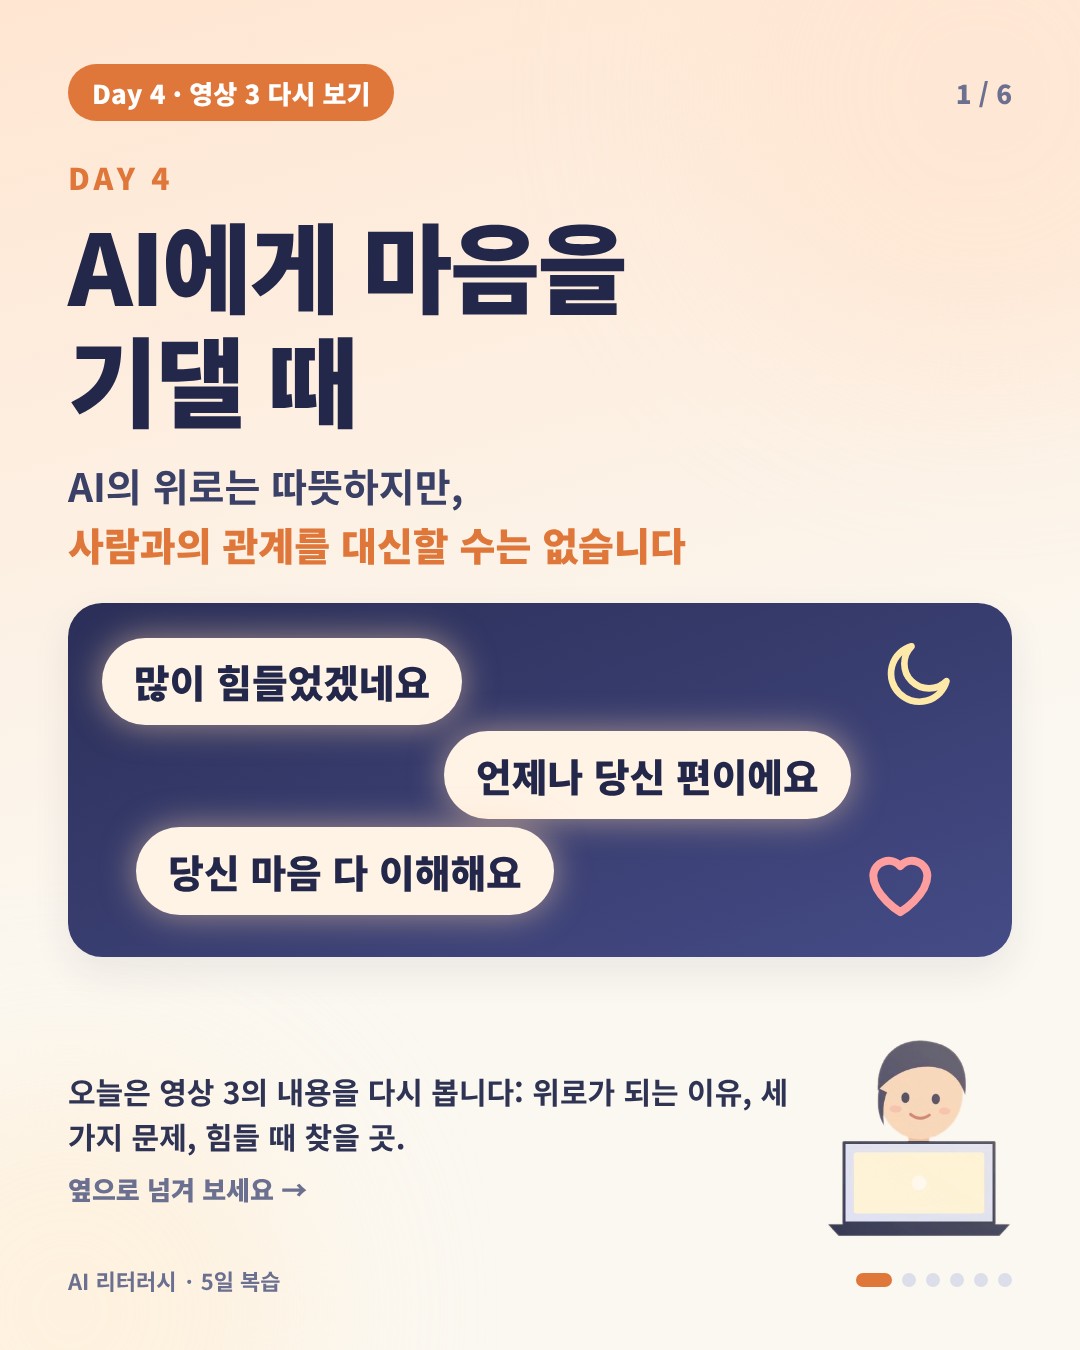 Day 4 · 영상 3 다시 보기
1 / 6
DAY 4
AI에게 마음을
기댈 때
AI의 위로는 따뜻하지만,
사람과의 관계를 대신할 수는 없습니다
많이 힘들었겠네요
언제나 당신 편이에요
당신 마음 다 이해해요
오늘은 영상 3의 내용을 다시 봅니다: 위로가 되는 이유, 세
가지 문제, 힘들 때 찾을 곳.
옆으로 넘겨 보세요 →
AI 리터러시 · 5일 복습